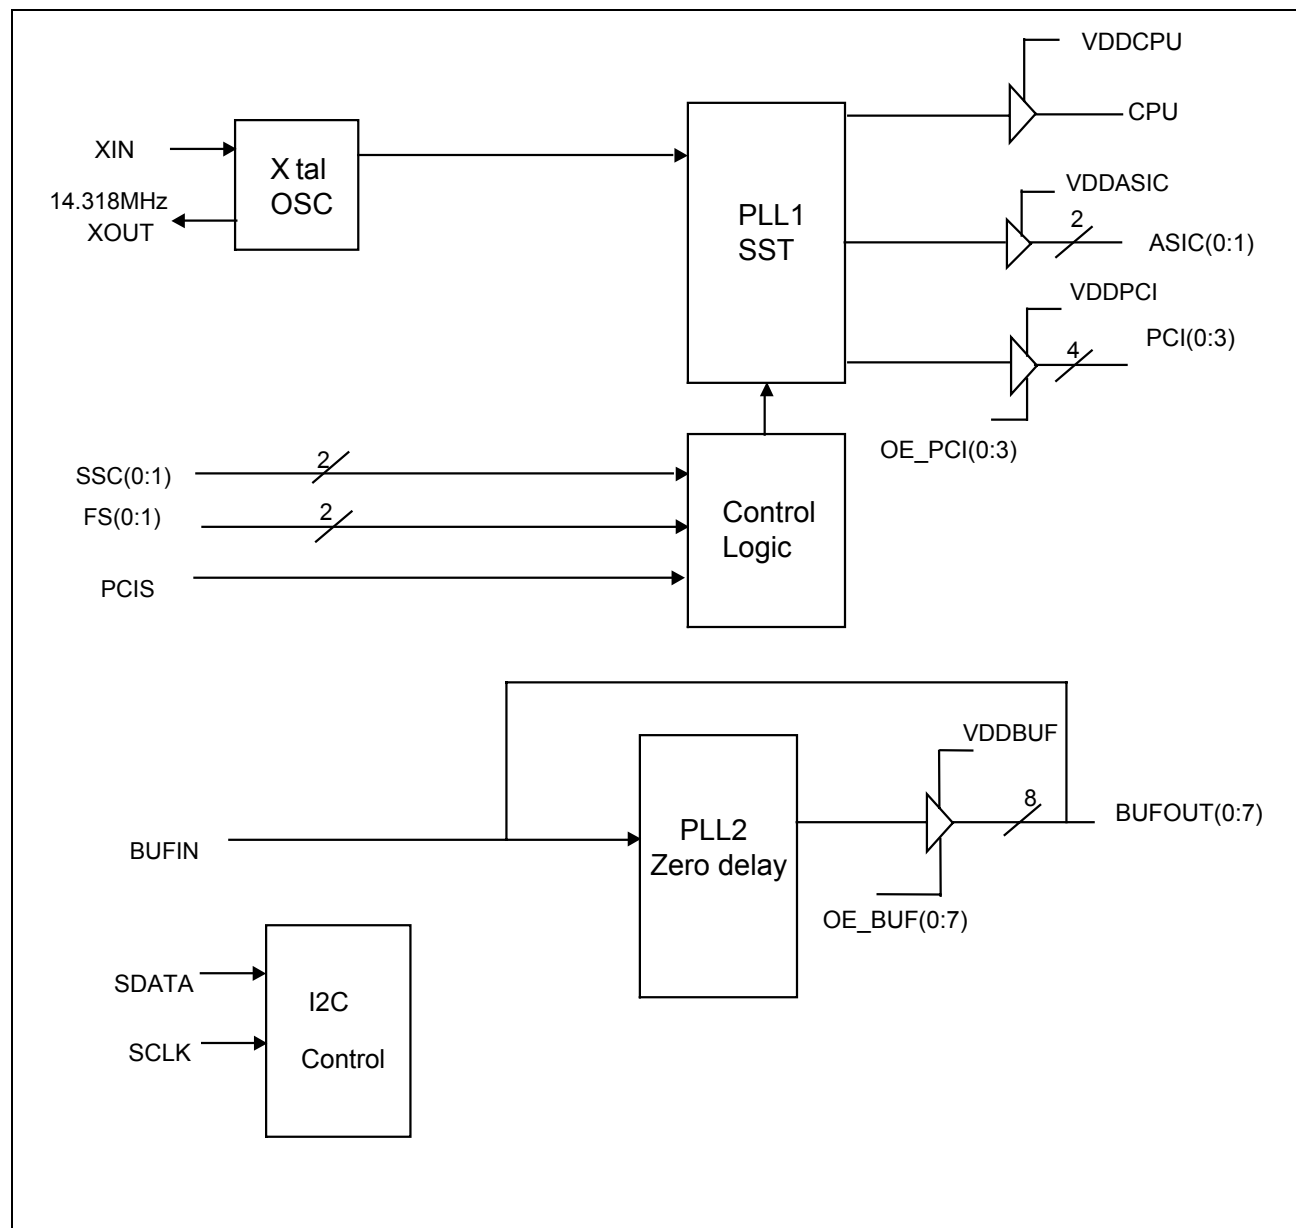 VDDCPU
CPU
XIN
X tal
OSC
14.318MHz
XOUT
PLL1
SST
VDDASIC
2
ASIC(0:1)
VDDPCI
4
PCI(0:3)
OE_PCI(0:3)
SSC(0:1)
2
FS(0:1)
2
PCIS
Control
Logic
VDDBUF
8
BUFOUT(0:7)
BUFIN
PLL2
Zero delay
OE_BUF(0:7)
SDATA
SCLK
I2C
Control